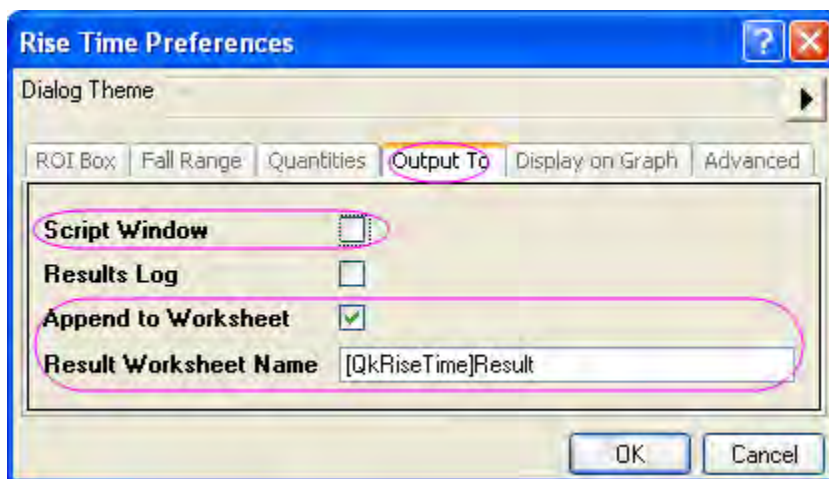 Rise Time Preferences
Dialog Theme
ROI Box Fall Range Quantities Output To Display on Graph Advanced
Script Window
Results Log
Append to Worksheet
Result Worksheet Name [QkRiseTime]Result
OK Cancel